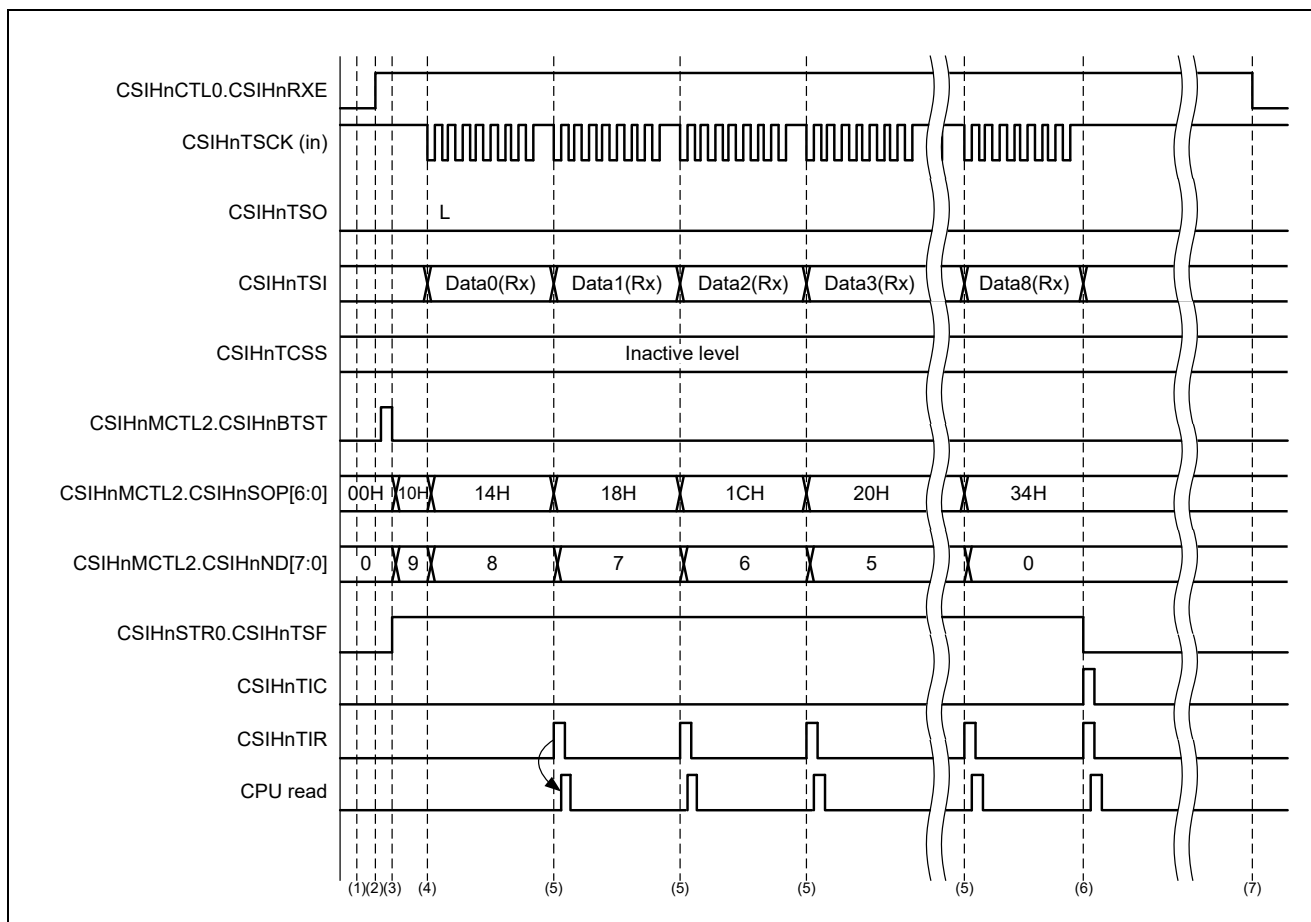 CSIHnCTL0.CSIHnRXE
CSIHnTSCK (in)
CSIHnTSO L
CSIHnTSI Data0(Rx) Data1(Rx) Data2(Rx) Data3(Rx) Data8(Rx)
CSIHnTCSS Inactive level
CSIHnMCTL2.CSIHnBTST
CSIHnMCTL2.CSIHnSOP[6:0] 00H 10H 14H 18H 1CH 20H 34H
CSIHnMCTL2.CSIHnND[7:0] 0 9 8 7 6 5 0
CSIHnSTR0.CSIHnTSF
CSIHnTIC
CSIHnTIR
CPU read
(1) (2) (3) (4) (5) (5) (5) (5) (6) (7)